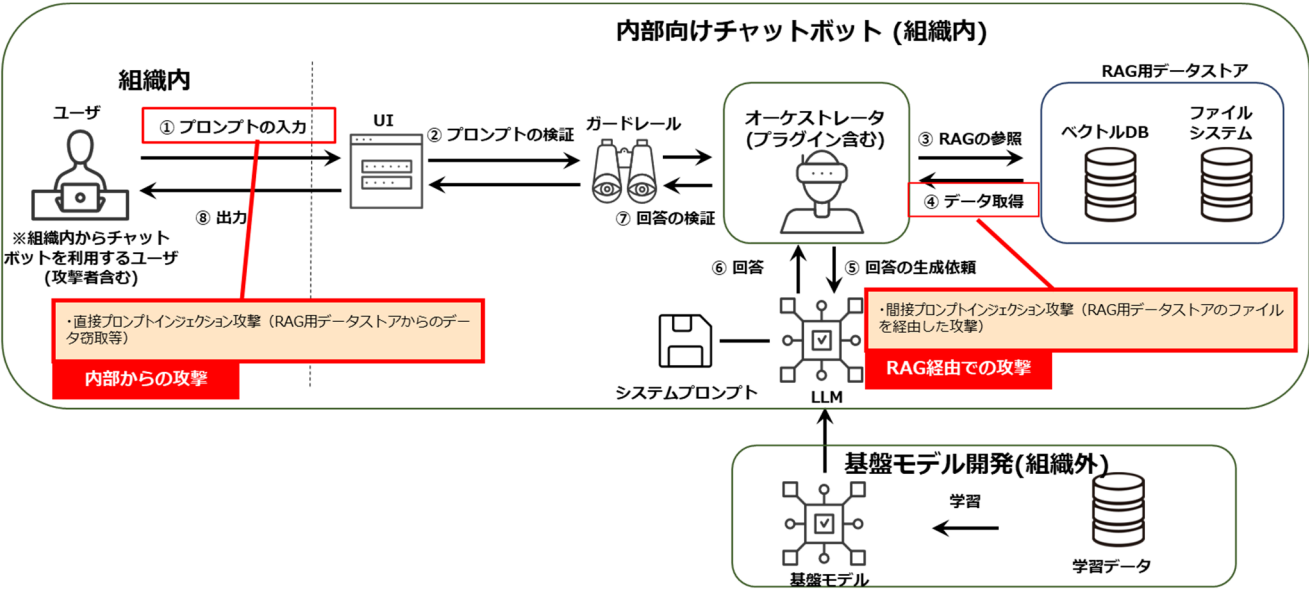 内部向けチャットボット (組織内)
組織内
ユーザ
① プロンプトの入力
⑧ 出力
※組織内からチャット
ボットを利用するユーザ
(攻撃者含む)
UI
② プロンプトの検証
ガードレール
⑦ 回答の検証
オーケストレータ
(プラグイン含む)
③ RAGの参照
④ データ取得
RAG用データストア
ベクトルDB
ファイル
システム
⑥ 回答
⑤ 回答の生成依頼
・直接プロンプトインジェクション攻撃（RAG用データストアからのデー
タ窃取等）
内部からの攻撃
システムプロンプト
LLM
・間接プロンプトインジェクション攻撃（RAG用データストアのファイル
を経由した攻撃）
RAG経由での攻撃
基盤モデル開発(組織外)
基盤モデル
学習
学習データ